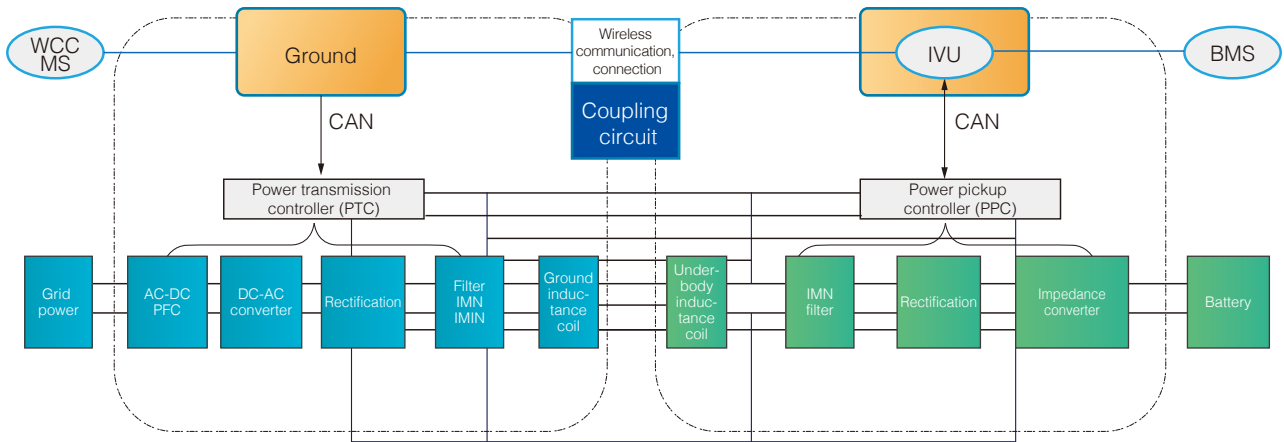 WCC
MS
Ground
Wireless
communication,
connection
IVU
BMS
Coupling
circuit
CAN
CAN
Power transmission
controller (PTC)
Power pickup
controller (PPC)
Grid
power
AC-DC
PFC
DC-AC
converter
Rectification
Filter
IMN
IMIN
Ground
induc-
tance
coil
Under-
body
induc-
tance
coil
IMN
filter
Rectification
Impedance
converter
Battery